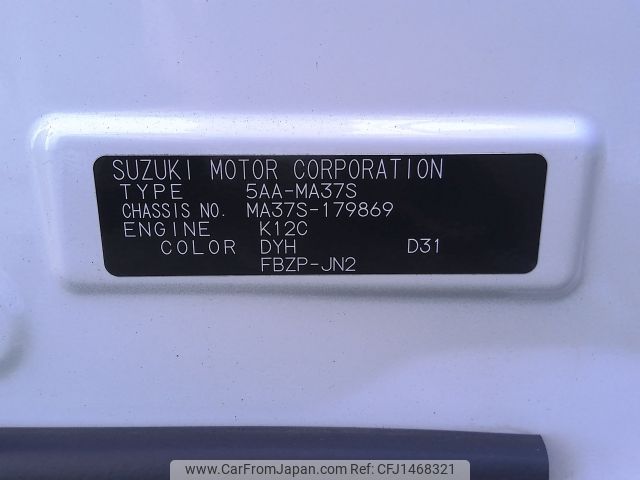 SUZUKI MOTOR CORPORATION
TYPE 5AA-MA37S
CHASSIS NO. MA37S-179869
ENGINE K12C
COLOR DYH D31
FBZP-JN2
www.CarFromJapan.com - CFJ1468321